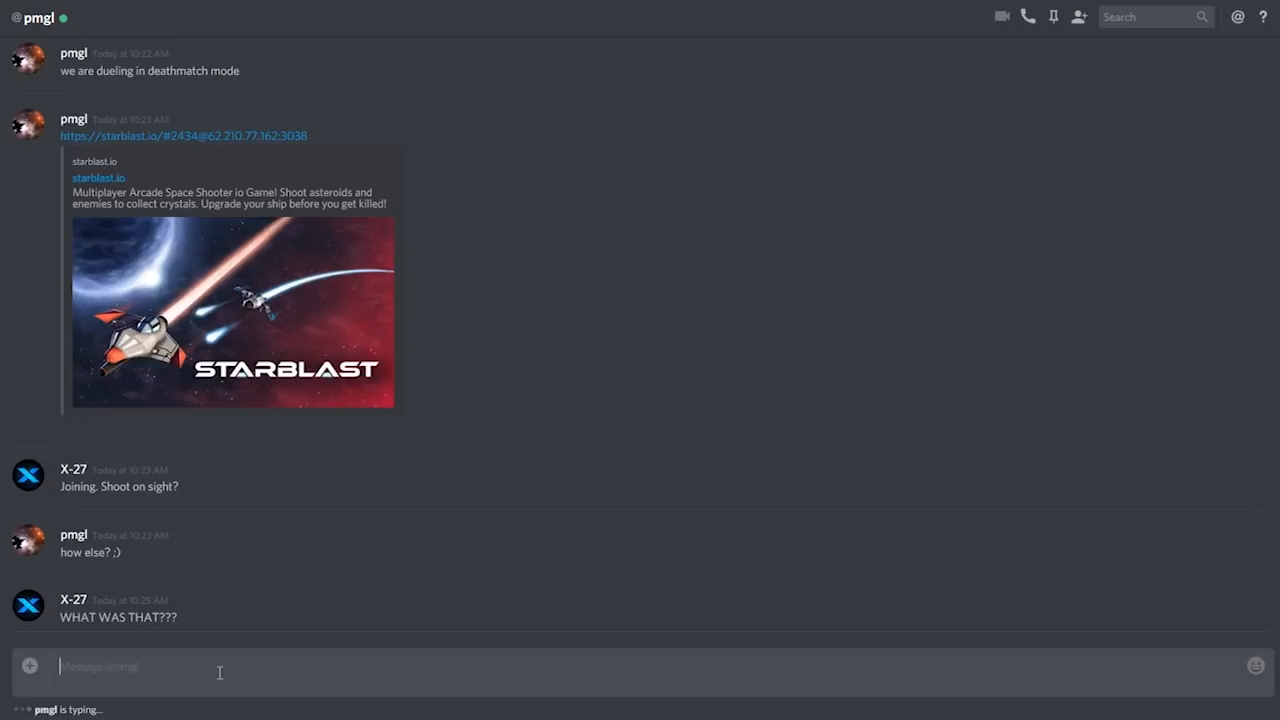 @pmgl
Search
pmgl Today at 10:22 AM
we are dueling in deathmatch mode
pmgl Today at 10:23 AM
https://starblast.io/#2434@62.210.77.162:3038
starblast.io
starblast.io
Multiplayer Arcade Space Shooter io Game! Shoot asteroids and
enemies to collect crystals. Upgrade your ship before you get killed!
STARBLAST
X-27 Today at 10:23 AM
Joining. Shoot on sight?
pmgl Today at 10:23 AM
how else? ;)
X-27 Today at 10:25 AM
WHAT WAS THAT???
Message @pmgl
pmgl is typing...